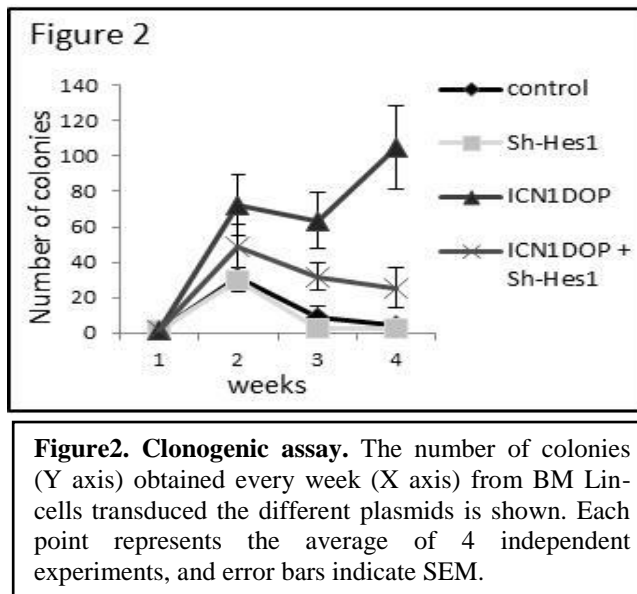 Figure 2
140
120
100
80
60
40
20
0
Number of colonies
1 2 3 4
weeks
control
Sh-Hes1
ICN1DOP
ICN1DOP +
Sh-Hes1
Figure2. Clonogenic assay. The number of colonies
(Y axis) obtained every week (X axis) from BM Lin-
cells transduced the different plasmids is shown. Each
point represents the average of 4 independent
experiments, and error bars indicate SEM.